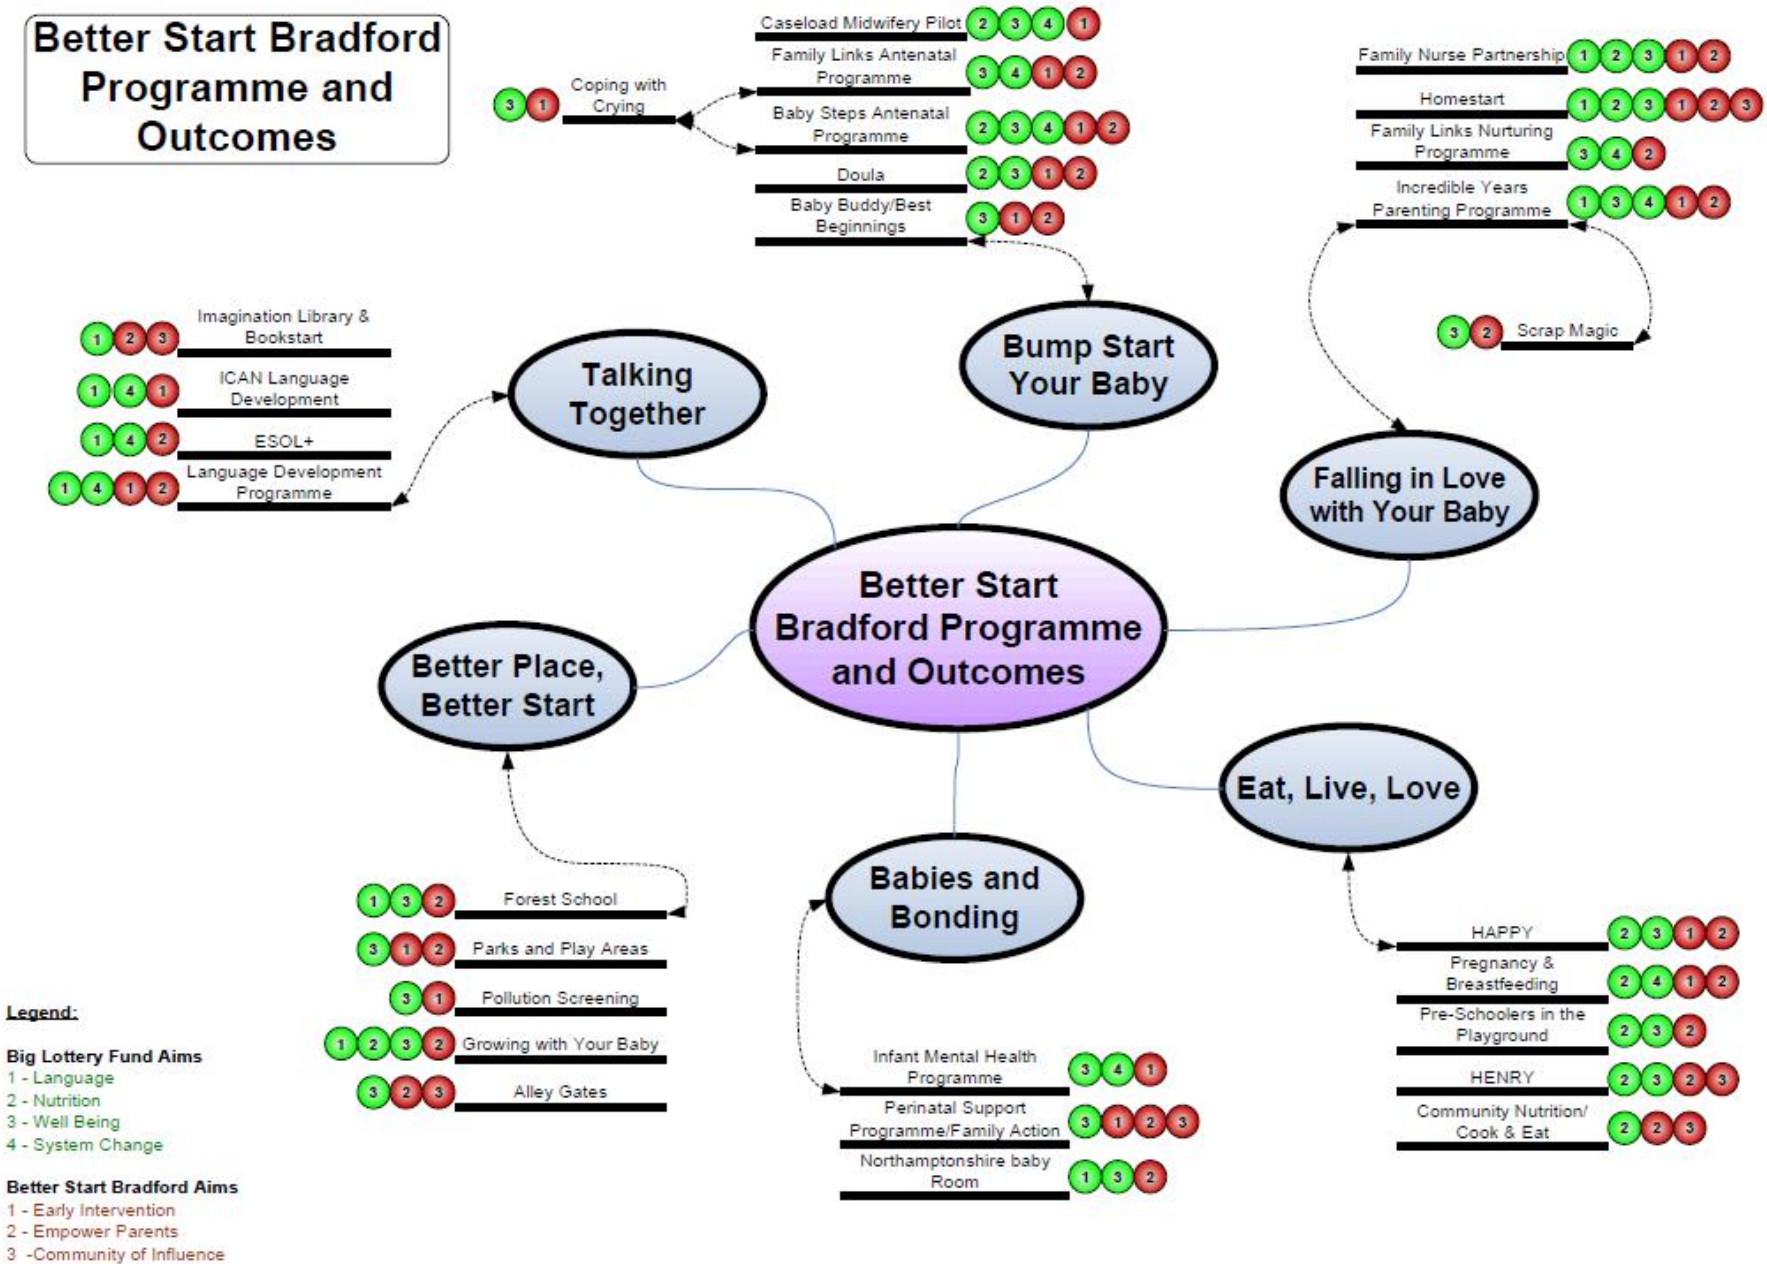 Better Start Bradford
Programme and
Outcomes
Caseload Midwifery Pilot 2 3 4 1
Family Links Antenatal
Programme 3 4 1 2
3 1 Coping with
Crying
Baby Steps Antenatal
Programme 2 3 4 1 2
Doula 2 3 1 2
Baby Buddy/Best
Beginnings 3 1 2
Family Nurse Partnership 1 2 3 1 2
Homestart 1 2 3 1 2 3
Family Links Nurturing
Programme 3 4 2
Incredible Years
Parenting Programme 1 3 4 1 2
3 2 Scrap Magic
Imagination Library &
1 2 3 Bookstart
1 4 1 ICAN Language
Development
1 4 2 ESOL+
Language Development
1 4 1 2 Programme
Talking
Together
Bump Start
Your Baby
Falling in Love
with Your Baby
Better Start
Bradford Programme
and Outcomes
Better Place,
Better Start
Eat, Live, Love
Babies and
Bonding
1 3 2 Forest School
3 1 2 Parks and Play Areas
3 1 Pollution Screening
1 2 3 2 Growing with Your Baby
3 2 3 Alley Gates
Infant Mental Health
Programme 3 4 1
Perinatal Support
Programme/Family Action 3 1 2 3
Northamptonshire baby
Room 1 3 2
HAPPY 2 3 1 2
Pregnancy &
Breastfeeding 2 4 1 2
Pre-Schoolers in the
Playground 2 3 2
HENRY 2 3 2 3
Community Nutrition/
Cook & Eat 2 2 3
Legend:
Big Lottery Fund Aims
1 - Language
2 - Nutrition
3 - Well Being
4 - System Change
Better Start Bradford Aims
1 - Early Intervention
2 - Empower Parents
3 -Community of Influence